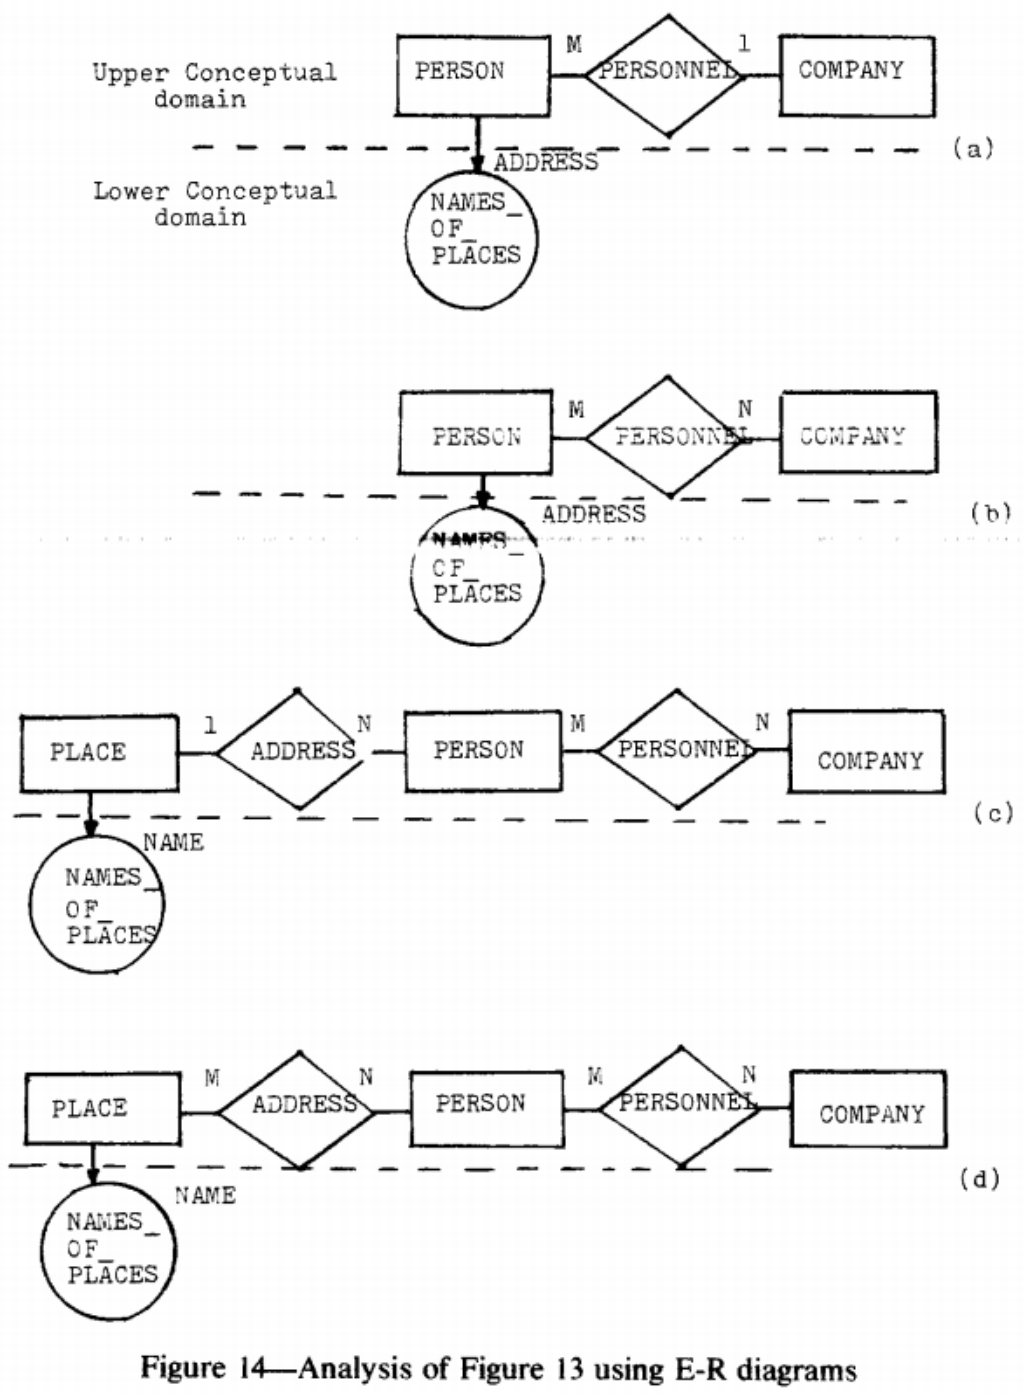 M 1
Upper Conceptual PERSON PERSONNEL COMPANY
domain
(a)
ADDRESS
Lower Conceptual NAMES_
domain OF_
PLACES
M N
PERSON PERSONNEL COMPANY
ADDRESS (b)
NAMES_
OF_
PLACES
1 N M N
PLACE ADDRESS PERSON PERSONNEL COMPANY
(c)
NAME
NAMES_
OF_
PLACES
M N M N
PLACE ADDRESS PERSON PERSONNEL COMPANY
(d)
NAME
NAMES_
OF_
PLACES
Figure 14—Analysis of Figure 13 using E-R diagrams